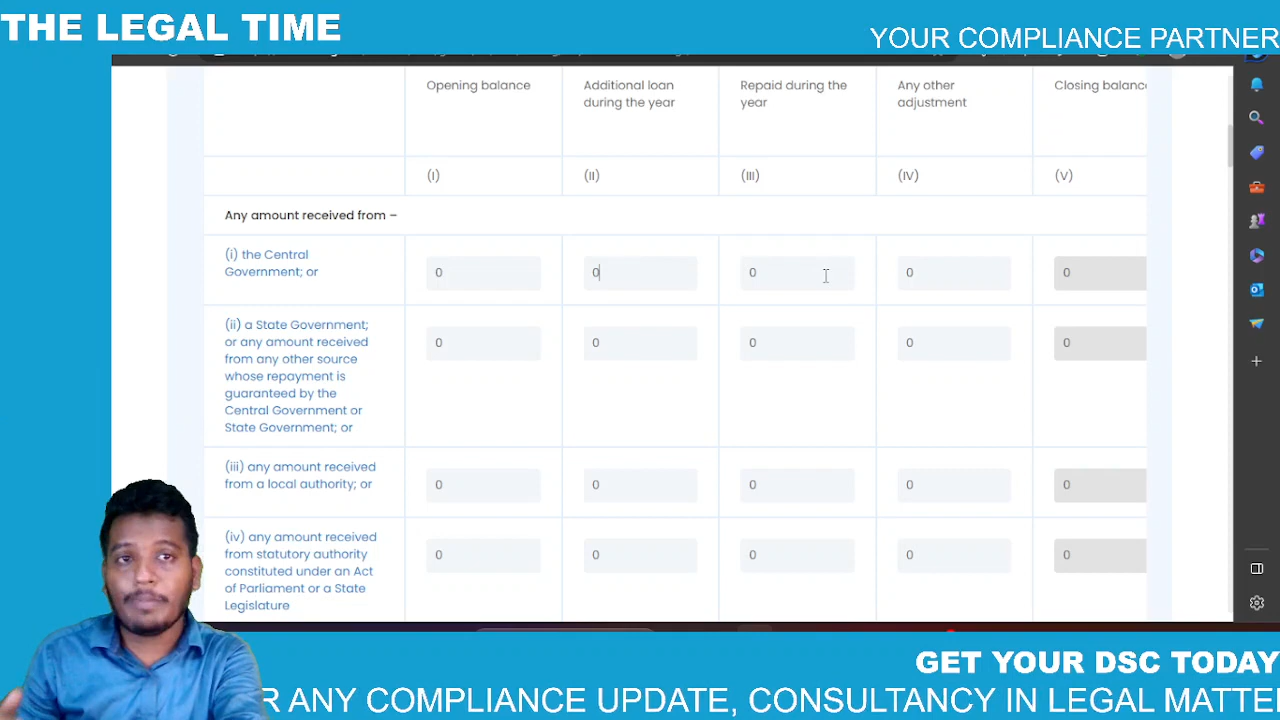 THE LEGAL TIME
YOUR COMPLIANCE PARTNER
Opening balance
Additional loan
during the year
Repaid during the
year
Any other
adjustment
Closing balance
(I)
(II)
(III)
(IV)
(V)
Any amount received from –
(i) the Central
Government; or
0
0
0
0
0
(ii) a State Government;
or any amount received
from any other source
whose repayment is
guaranteed by the
Central Government or
State Government; or
0
0
0
0
0
(iii) any amount received
from a local authority; or
0
0
0
0
0
(iv) any amount received
from statutory authority
constituted under an Act
of Parliament or a State
Legislature
0
0
0
0
0
GET YOUR DSC TODAY
R ANY COMPLIANCE UPDATE, CONSULTANCY IN LEGAL MATTE